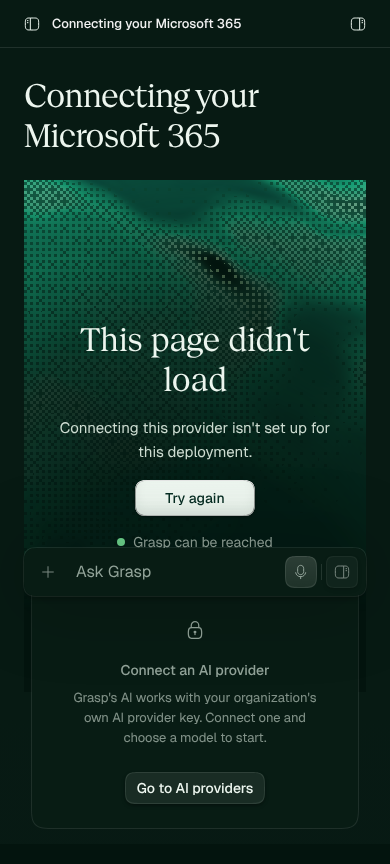 Connecting your Microsoft 365
Connecting your
Microsoft 365
This page didn't
load
Connecting this provider isn't set up for
this deployment.
Try again
Grasp can be reached
Ask Grasp
Connect an AI provider
Grasp's AI works with your organization's
own AI provider key. Connect one and
choose a model to start.
Go to AI providers